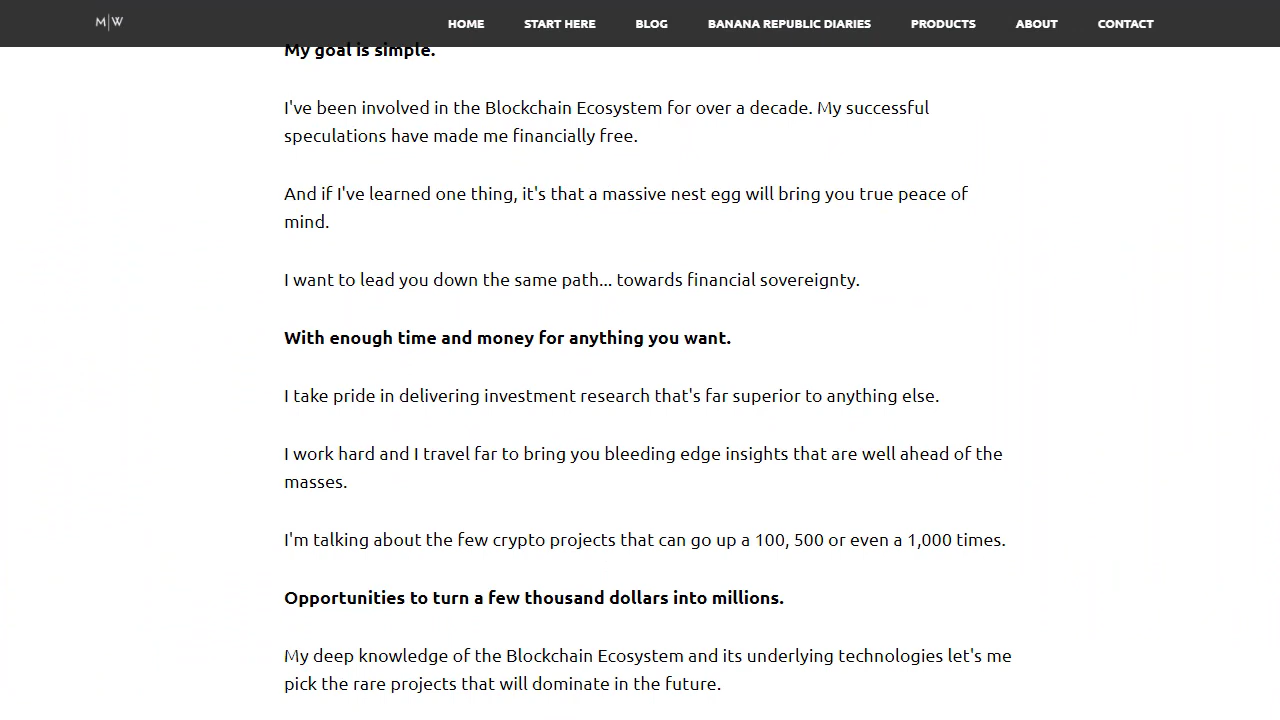 M|W
HOME START HERE BLOG BANANA REPUBLIC DIARIES PRODUCTS ABOUT CONTACT
My goal is simple.
I've been involved in the Blockchain Ecosystem for over a decade. My successful
speculations have made me financially free.
And if I've learned one thing, it's that a massive nest egg will bring you true peace of
mind.
I want to lead you down the same path... towards financial sovereignty.
With enough time and money for anything you want.
I take pride in delivering investment research that's far superior to anything else.
I work hard and I travel far to bring you bleeding edge insights that are well ahead of the
masses.
I'm talking about the few crypto projects that can go up a 100, 500 or even a 1,000 times.
Opportunities to turn a few thousand dollars into millions.
My deep knowledge of the Blockchain Ecosystem and its underlying technologies let's me
pick the rare projects that will dominate in the future.